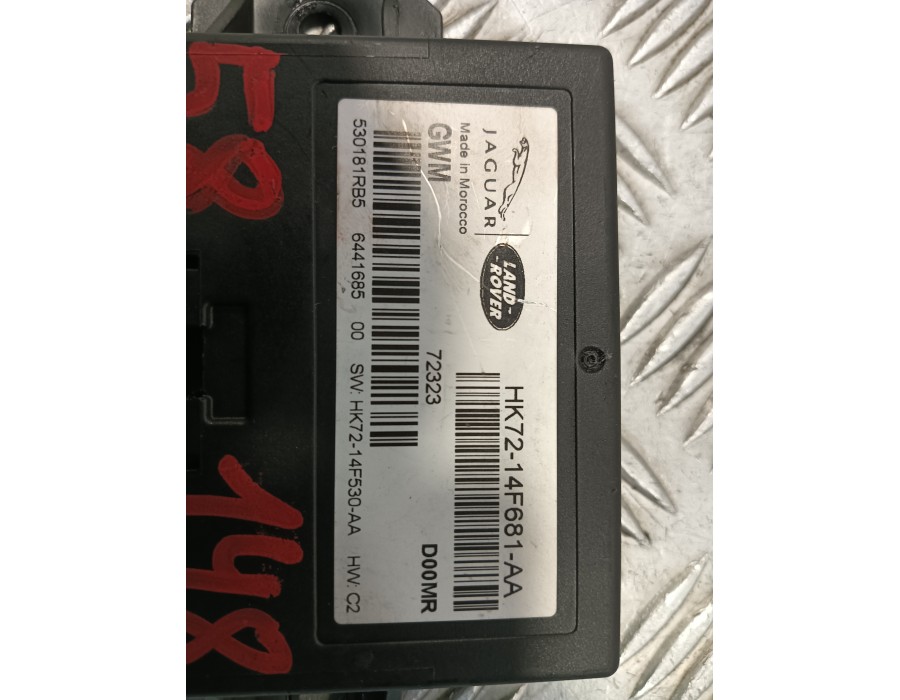 JAGUAR
LAND-
-ROVER
Made in Morocco
HK72-14F681-AA
GWM
72323
D00MR
530181RB5 6441685 00 SW: HK72-14F530-AA HW: C2
58
148